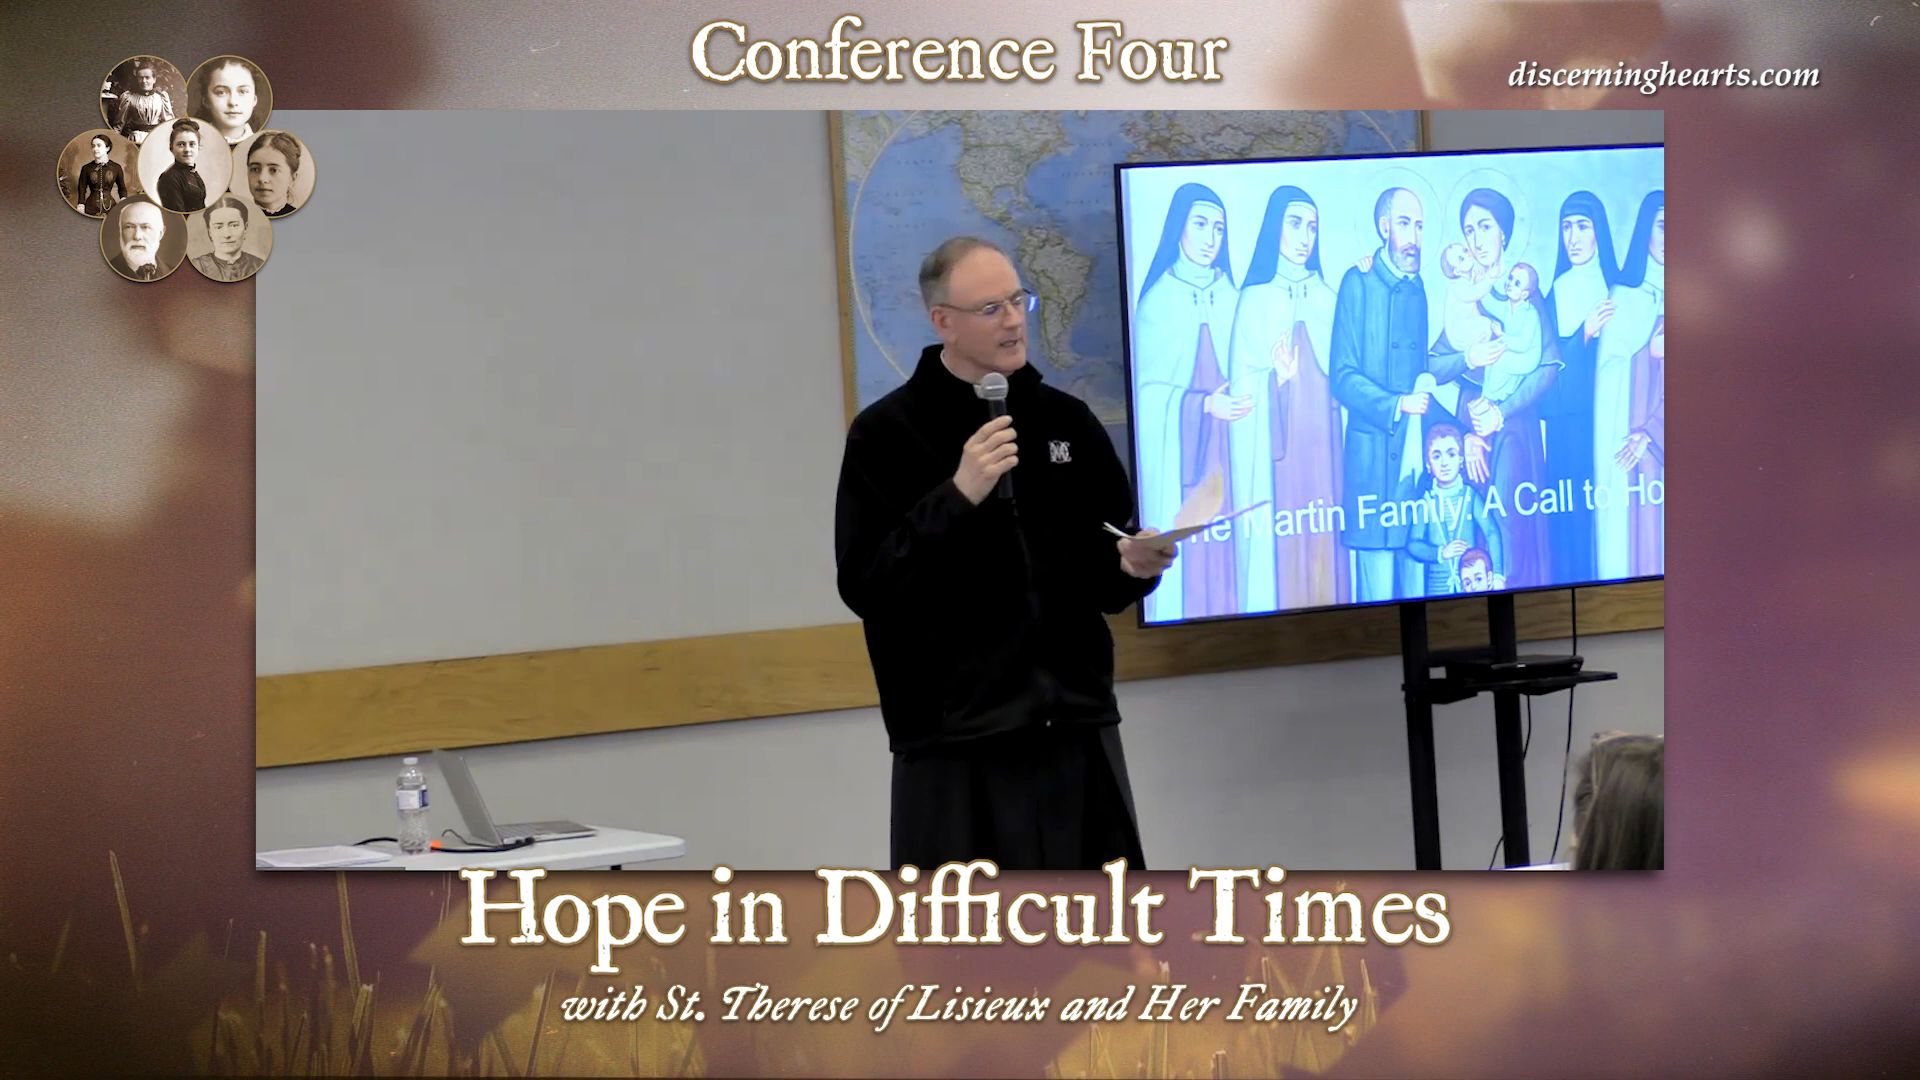 Conference Four
discerninghearts.com
Martin Family: A Call to Ho
Hope in Difficult Times
with St. Therese of Lisieux and Her Family